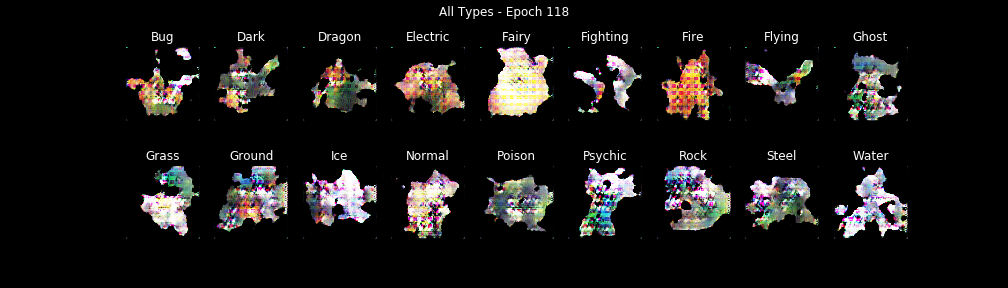 All Types - Epoch 118
Bug Dark Dragon Electric Fairy Fighting Fire Flying Ghost
Grass Ground Ice Normal Poison Psychic Rock Steel Water